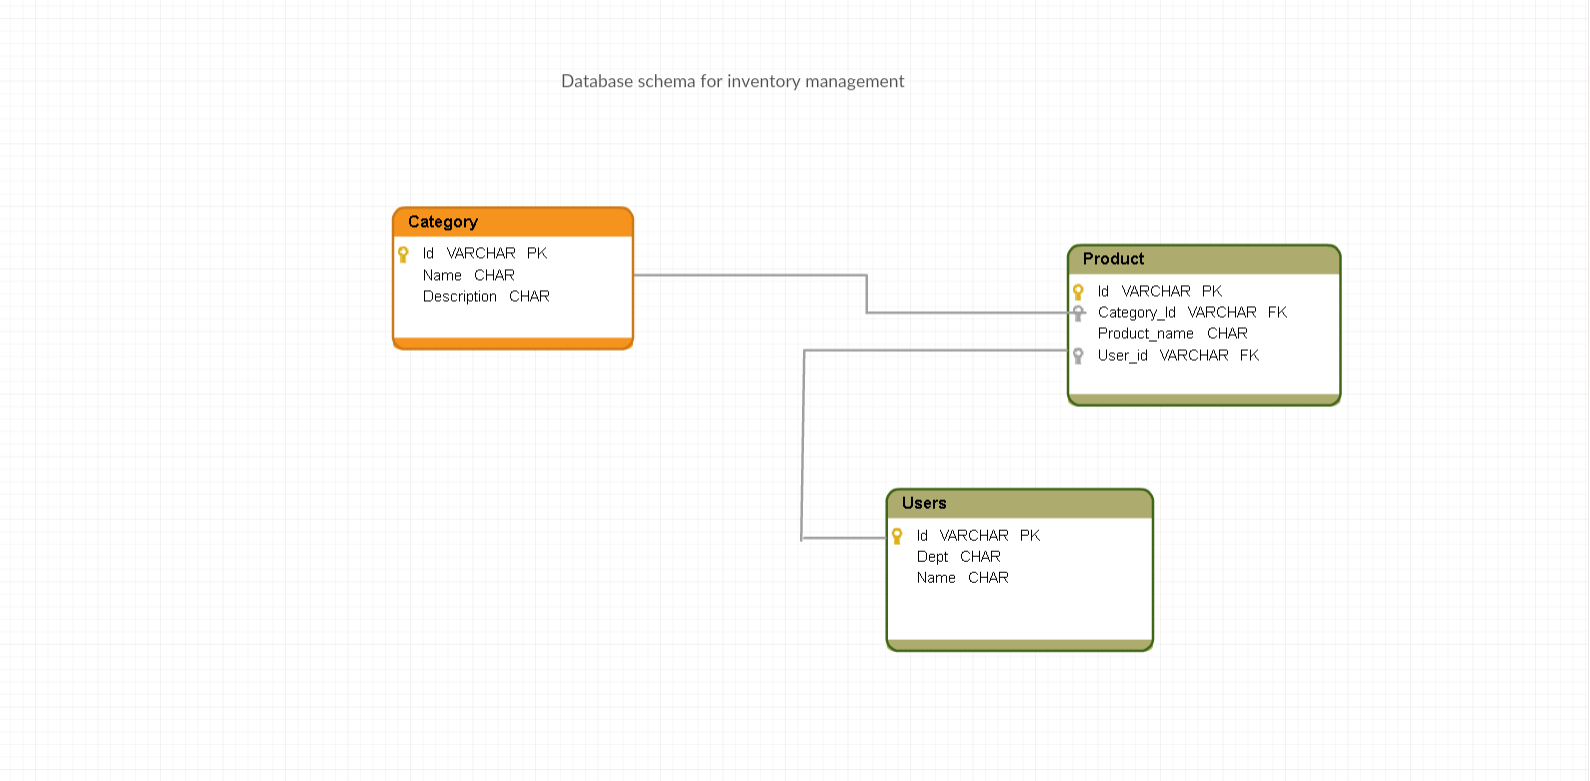 Database schema for inventory management
Category
Id VARCHAR PK
Name CHAR
Description CHAR
Product
Id VARCHAR PK
Category_Id VARCHAR FK
Product_name CHAR
User_id VARCHAR FK
Users
Id VARCHAR PK
Dept CHAR
Name CHAR